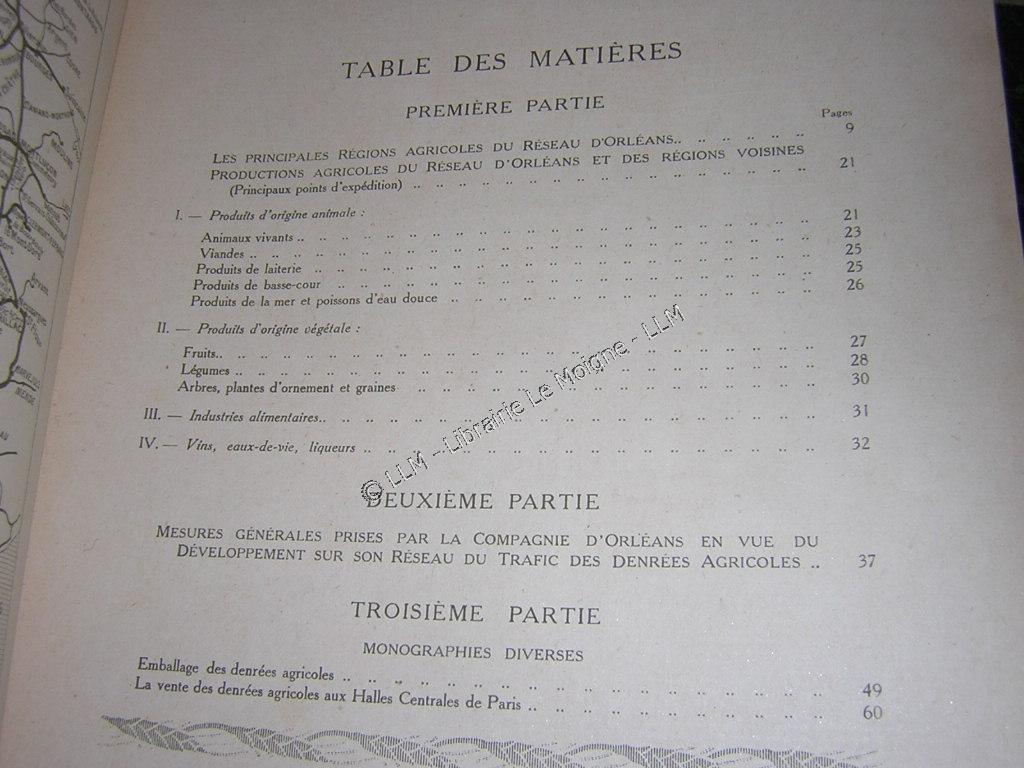 TABLE DES MATIÈRES
PREMIÈRE PARTIE
Pages
LES PRINCIPALES RÉGIONS AGRICOLES DU RÉSEAU D'ORLÉANS.. .. .. .. .. .. 9
PRODUCTIONS AGRICOLES DU RÉSEAU D'ORLÉANS ET DES RÉGIONS VOISINES
(Principaux points d'expédition) .. .. .. .. .. .. .. .. .. .. .. .. .. .. 21
I. — Produits d'origine animale :
Animaux vivants .. .. .. .. .. .. .. .. .. .. .. .. .. .. .. 21
Viandes .. .. .. .. .. .. .. .. .. .. .. .. .. .. .. .. 23
Produits de laiterie .. .. .. .. .. .. .. .. .. .. .. .. .. .. 25
Produits de basse-cour .. .. .. .. .. .. .. .. .. .. .. .. .. .. 25
Produits de la mer et poissons d'eau douce .. .. .. .. .. .. .. .. .. .. 26
II. — Produits d'origine végétale :
Fruits.. .. .. .. .. .. .. .. .. .. .. .. .. .. .. .. 27
Légumes .. .. .. .. .. .. .. .. .. .. .. .. .. .. .. .. 28
Arbres, plantes d'ornement et graines .. .. .. .. .. .. .. .. .. .. .. 30
III. — Industries alimentaires.. .. .. .. .. .. .. .. .. .. .. .. .. 31
IV. — Vins, eaux-de-vie, liqueurs .. .. .. .. .. .. .. .. .. .. .. .. 32
© LLM - Librairie Le Moigne - LLM
DEUXIÈME PARTIE
MESURES GÉNÉRALES PRISES PAR LA COMPAGNIE D'ORLÉANS EN VUE DU
DÉVELOPPEMENT SUR SON RÉSEAU DU TRAFIC DES DENRÉES AGRICOLES .. 37
TROISIÈME PARTIE
MONOGRAPHIES DIVERSES
Emballage des denrées agricoles .. .. .. .. .. .. .. .. .. .. .. .. .. 49
La vente des denrées agricoles aux Halles Centrales de Paris .. .. .. .. .. .. .. 60